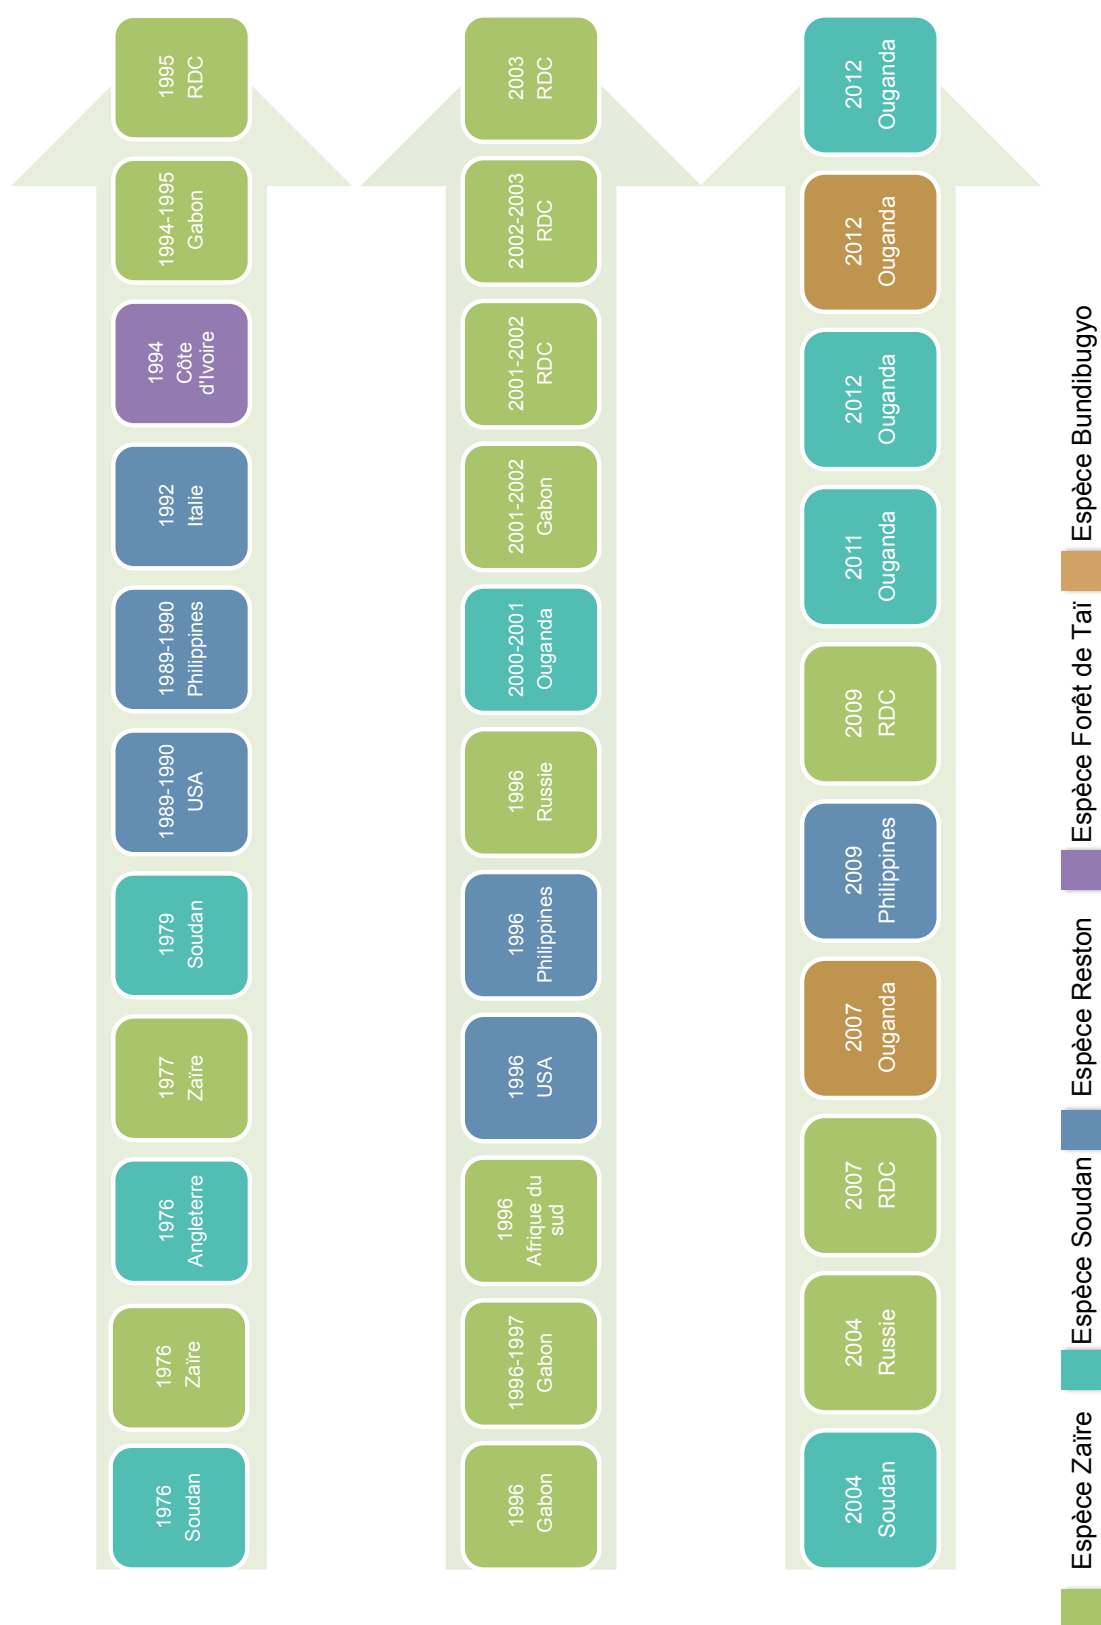 1976
Soudan
1976
Zaïre
1976
Angleterre
1977
Zaïre
1979
Soudan
1989-1990
USA
1989-1990
Philippines
1992
Italie
1994
Côte
d'Ivoire
1994-1995
Gabon
1995
RDC
1996
Gabon
1996-1997
Gabon
1996
Afrique du
sud
1996
USA
1996
Philippines
1996
Russie
2000-2001
Ouganda
2001-2002
Gabon
2001-2002
RDC
2002-2003
RDC
2003
RDC
2004
Soudan
2004
Russie
2007
RDC
2007
Ouganda
2009
Philippines
2009
RDC
2011
Ouganda
2012
Ouganda
2012
Ouganda
2012
Ouganda
Espèce Zaïre
Espèce Soudan
Espèce Reston
Espèce Forêt de Taï
Espèce Bundibugyo